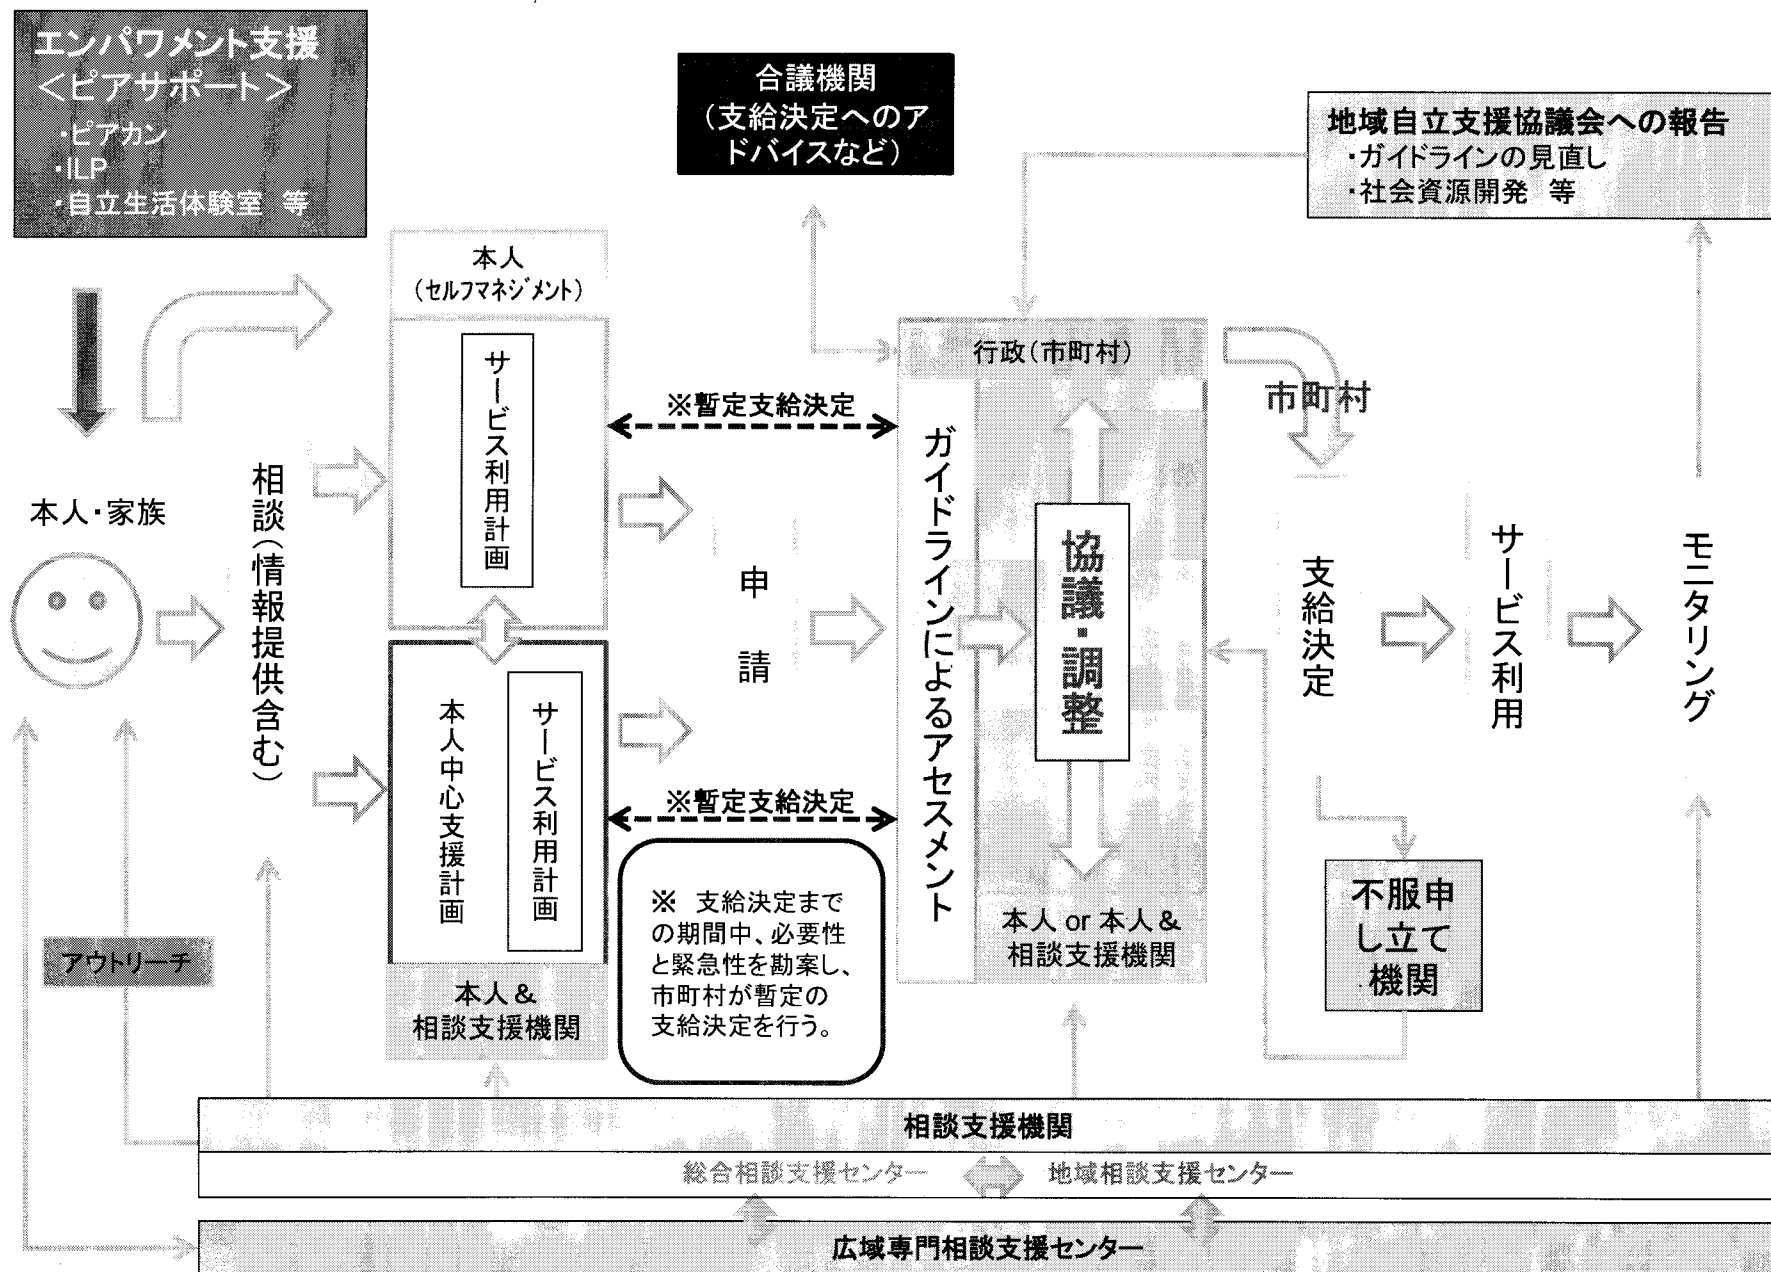 エンパワメント支援
＜ピアサポート＞
・ピアカン
・ILP
・自立生活体験室 等
合議機関
(支給決定へのア
ドバイスなど)
地域自立支援協議会への報告
・ガイドラインの見直し
・社会資源開発 等
本人
(セルフマネジメント)
サービス利用計画
行政(市町村)
市町村
※暫定支給決定
本人・家族
相談(情報提供含む)
申請
ガイドラインによるアセスメント
協議・調整
支給決定
サービス利用
モニタリング
本人中心支援計画
サービス利用計画
※暫定支給決定
※ 支給決定まで
の期間中、必要性
と緊急性を勘案し、
市町村が暫定の
支給決定を行う。
本人 or 本人＆
相談支援機関
不服申
し立て
機関
アウトリーチ
本人＆
相談支援機関
相談支援機関
総合相談支援センター
地域相談支援センター
広域専門相談支援センター